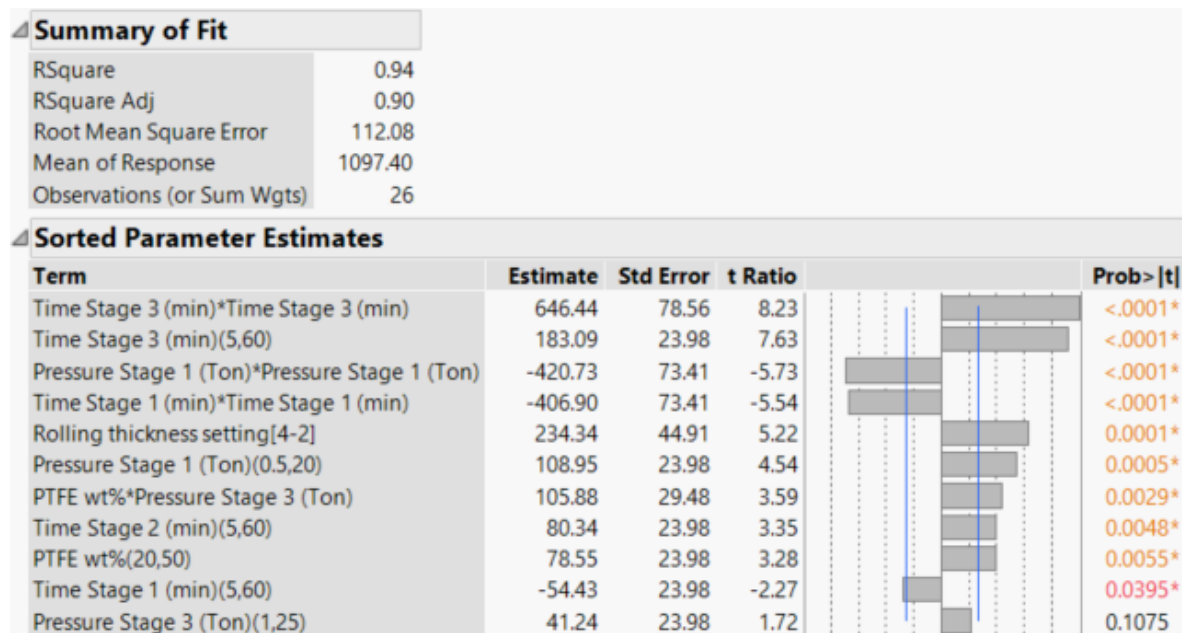 Summary of Fit
RSquare 0.94
RSquare Adj 0.90
Root Mean Square Error 112.08
Mean of Response 1097.40
Observations (or Sum Wgts) 26
Sorted Parameter Estimates
Term Estimate Std Error t Ratio Prob>|t|
Time Stage 3 (min)*Time Stage 3 (min) 646.44 78.56 8.23 <.0001*
Time Stage 3 (min)(5,60) 183.09 23.98 7.63 <.0001*
Pressure Stage 1 (Ton)*Pressure Stage 1 (Ton) -420.73 73.41 -5.73 <.0001*
Time Stage 1 (min)*Time Stage 1 (min) -406.90 73.41 -5.54 <.0001*
Rolling thickness setting[4-2] 234.34 44.91 5.22 0.0001*
Pressure Stage 1 (Ton)(0.5,20) 108.95 23.98 4.54 0.0005*
PTFE wt%*Pressure Stage 3 (Ton) 105.88 29.48 3.59 0.0029*
Time Stage 2 (min)(5,60) 80.34 23.98 3.35 0.0048*
PTFE wt%(20,50) 78.55 23.98 3.28 0.0055*
Time Stage 1 (min)(5,60) -54.43 23.98 -2.27 0.0395*
Pressure Stage 3 (Ton)(1,25) 41.24 23.98 1.72 0.1075